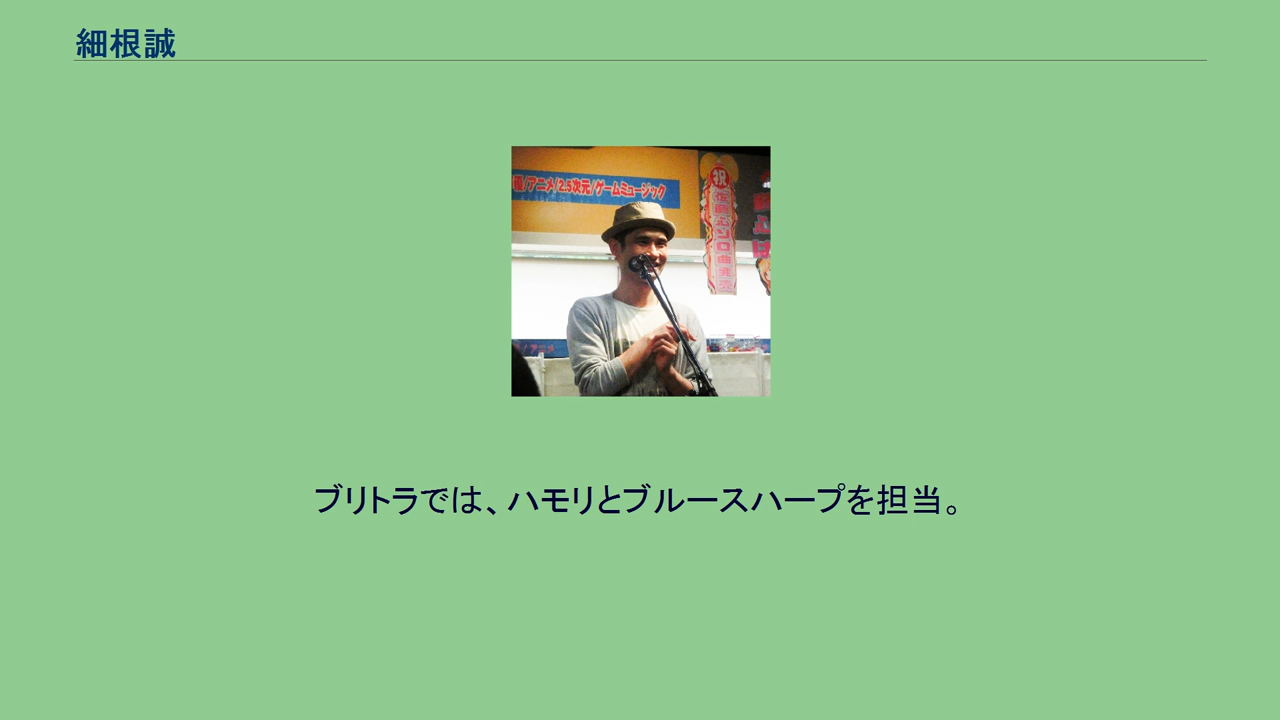 細根誠
/アニメ/2.5次元/ゲームミュージック
祝
ブリトラでは、ハモリとブルースハープを担当。